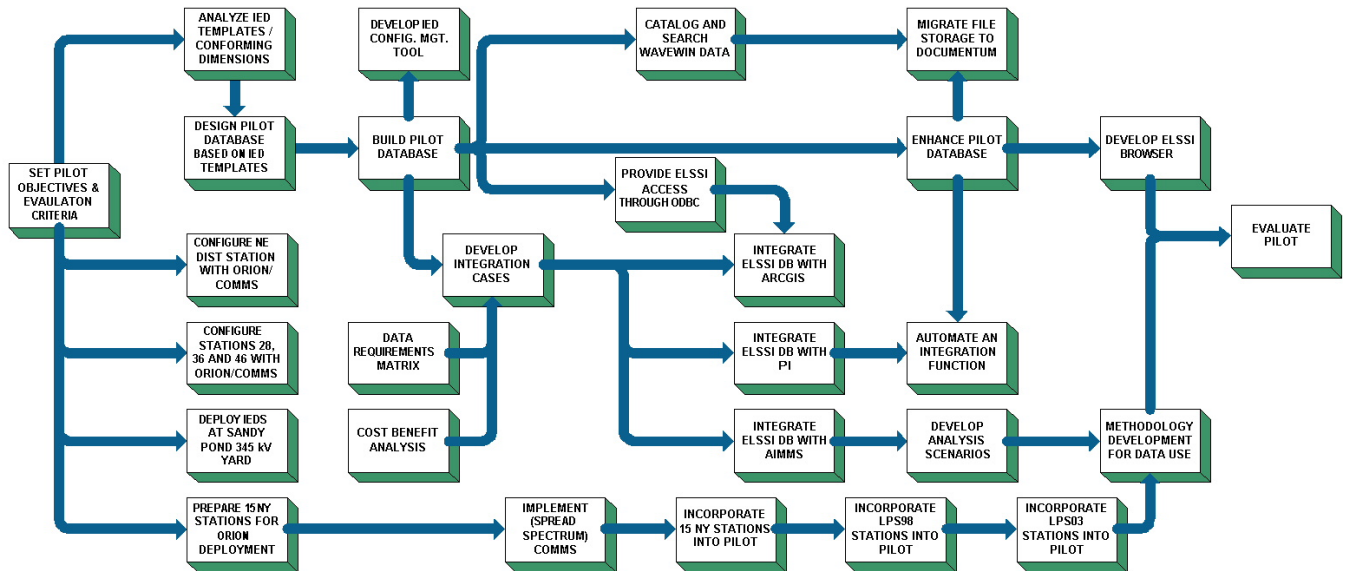 ANALYZE IED
TEMPLATES /
CONFORMING
DIMENSIONS
DEVELOP IED
CONFIG. MGT.
TOOL
CATALOG AND
SEARCH
WAVEWIN DATA
MIGRATE FILE
STORAGE TO
DOCUMENTUM
DESIGN PILOT
DATABASE
BASED ON IED
TEMPLATES
BUILD PILOT
DATABASE
ENHANCE PILOT
DATABASE
DEVELOP ELSSI
BROWSER
SET PILOT
OBJECTIVES &
EVALUATON
CRITERIA
PROVIDE ELSSI
ACCESS
THROUGH ODBC
EVALUATE
PILOT
CONFIGURE NE
DIST STATION
WITH ORION/
COMMS
DEVELOP
INTEGRATION
CASES
INTEGRATE
ELSSI DB WITH
ARCGIS
CONFIGURE
STATIONS 28,
36 AND 46 WITH
ORION/COMMS
DATA
REQUIREMENTS
MATRIX
INTEGRATE
ELSSI DB WITH
PI
AUTOMATE AN
INTEGRATION
FUNCTION
DEPLOY IEDS
AT SANDY
POND 345 kV
YARD
COST BENEFIT
ANALYSIS
INTEGRATE
ELSSI DB WITH
AIMMS
DEVELOP
ANALYSIS
SCENARIOS
METHODOLOGY
DEVELOPMENT
FOR DATA USE
PREPARE 15 NY
STATIONS FOR
ORION
DEPLOYMENT
IMPLEMENT
(SPREAD
SPECTRUM)
COMMS
INCORPORATE
15 NY STATIONS
INTO PILOT
INCORPORATE
LPS98
STATIONS INTO
PILOT
INCORPORATE
LPS03
STATIONS INTO
PILOT